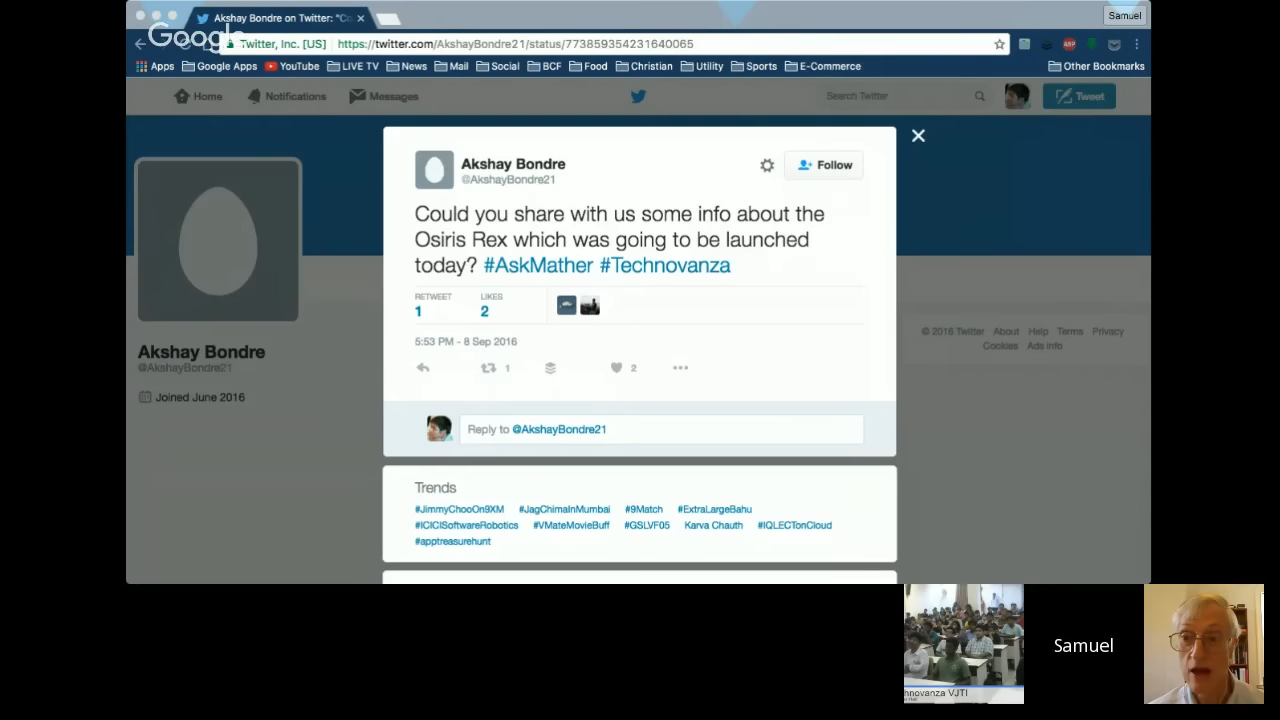 Akshay Bondre on Twitter: "Co
Samuel
Google
Twitter, Inc. [US]
https://twitter.com/AkshayBondre21/status/773859354231640065
Apps Google Apps YouTube LIVE TV News Mail Social BCF Food Christian Utility Sports E-Commerce Other Bookmarks
Home Notifications Messages Search Twitter Tweet
Akshay Bondre
@AkshayBondre21
Follow
Could you share with us some info about the
Osiris Rex which was going to be launched
today? #AskMather #Technovanza
RETWEET LIKES
1 2
5:53 PM - 8 Sep 2016
1 2
Reply to @AkshayBondre21
Akshay Bondre
@AkshayBondre21
Joined June 2016
© 2016 Twitter About Help Terms Privacy
Cookies Ads info
Trends
#JimmyChooOn9XM #JagChimaInMumbai #9Match #ExtraLargeBahu
#ICICISoftwareRobotics #VMateMovieBuff #GSLVF05 Karva Chauth #IQLECTonCloud
#apptreasurehunt
hnovanza VJTI
Samuel